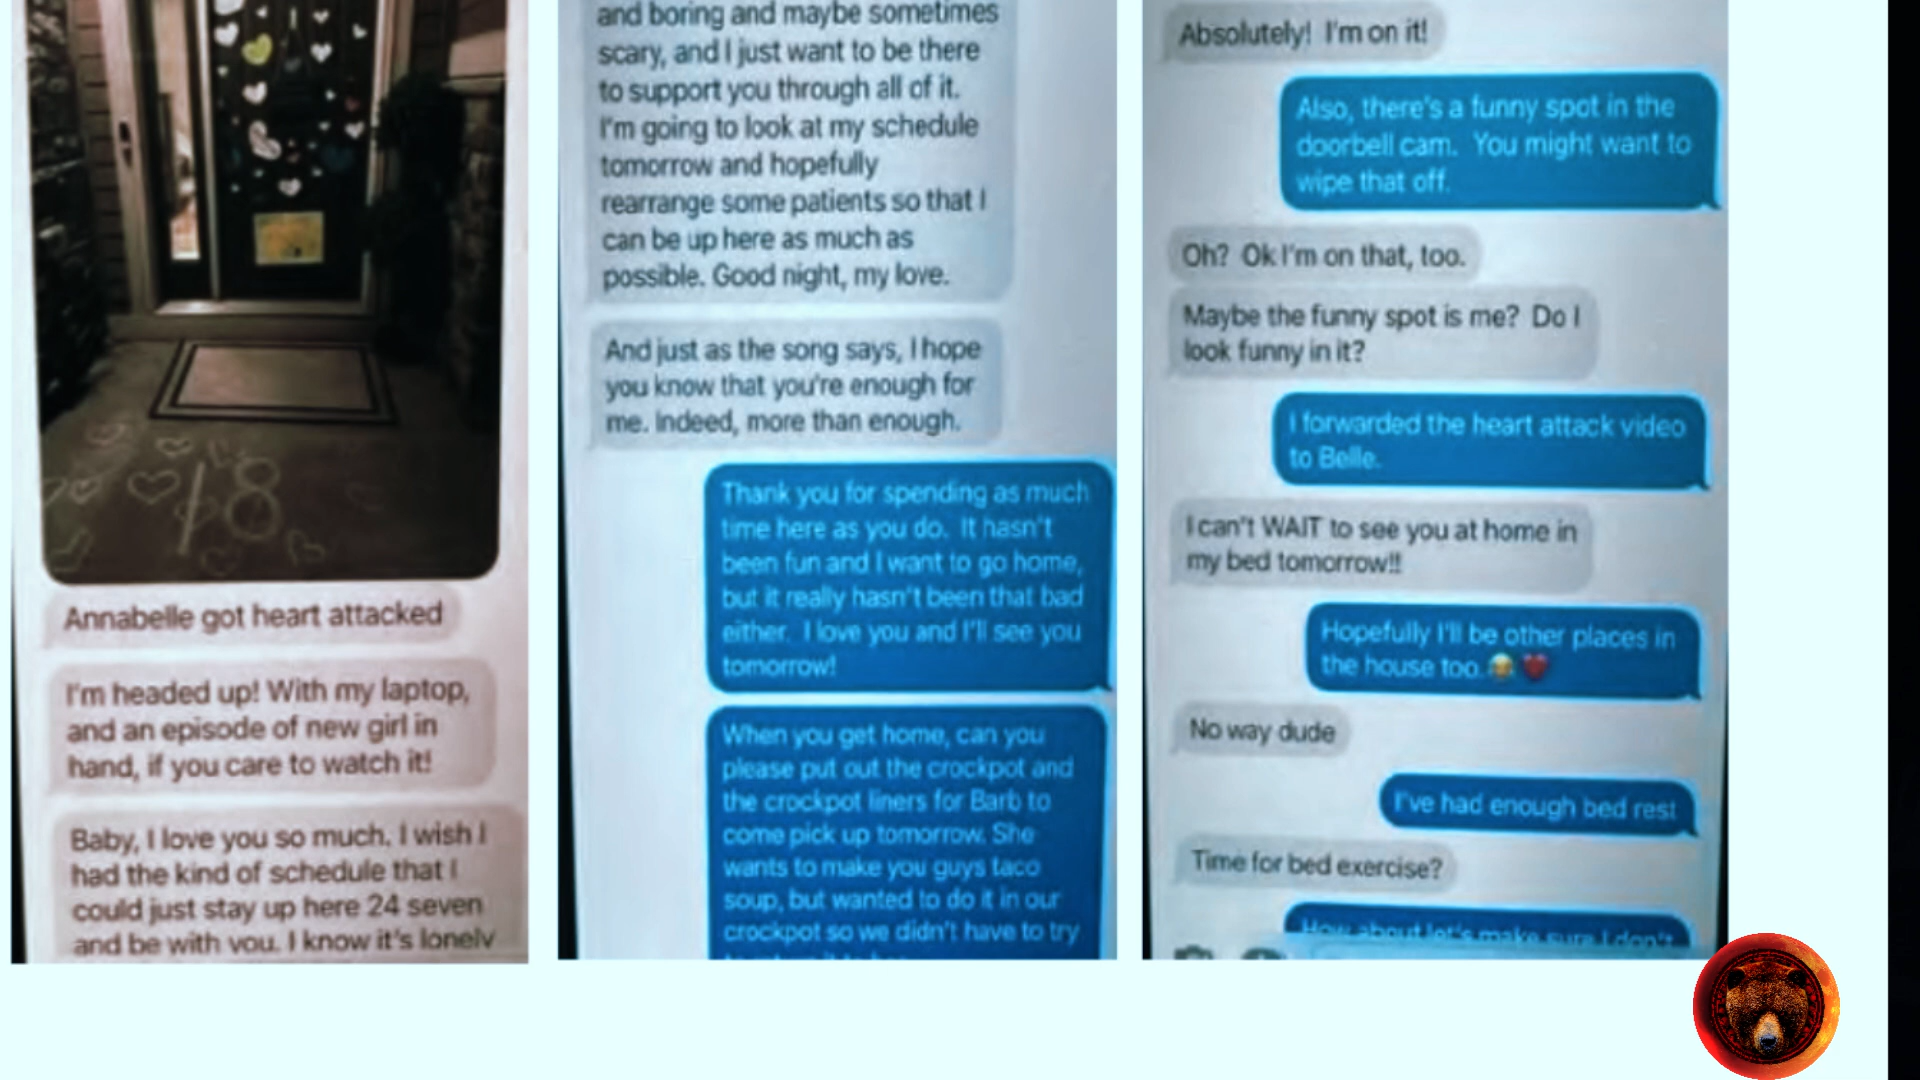 /8
Annabelle got heart attacked
I'm headed up! With my laptop,
and an episode of new girl in
hand, if you care to watch it!
Baby, I love you so much. I wish I
had the kind of schedule that I
could just stay up here 24 seven
and be with you. I know it's lonely
and boring and maybe sometimes
scary, and I just want to be there
to support you through all of it.
I'm going to look at my schedule
tomorrow and hopefully
rearrange some patients so that I
can be up here as much as
possible. Good night, my love.
And just as the song says, I hope
you know that you're enough for
me. Indeed, more than enough.
Thank you for spending as much
time here as you do. It hasn't
been fun and I want to go home,
but it really hasn't been that bad
either. I love you and I'll see you
tomorrow!
When you get home, can you
please put out the crockpot and
the crockpot liners for Barb to
come pick up tomorrow. She
wants to make you guys taco
soup, but wanted to do it in our
crockpot so we didn't have to try
Absolutely! I'm on it!
Also, there's a funny spot in the
doorbell cam. You might want to
wipe that off.
Oh? Ok I'm on that, too.
Maybe the funny spot is me? Do I
look funny in it?
I forwarded the heart attack video
to Belle.
I can't WAIT to see you at home in
my bed tomorrow!!
Hopefully I'll be other places in
the house too.
No way dude
I've had enough bed rest
Time for bed exercise?
How about let's make sure I don't